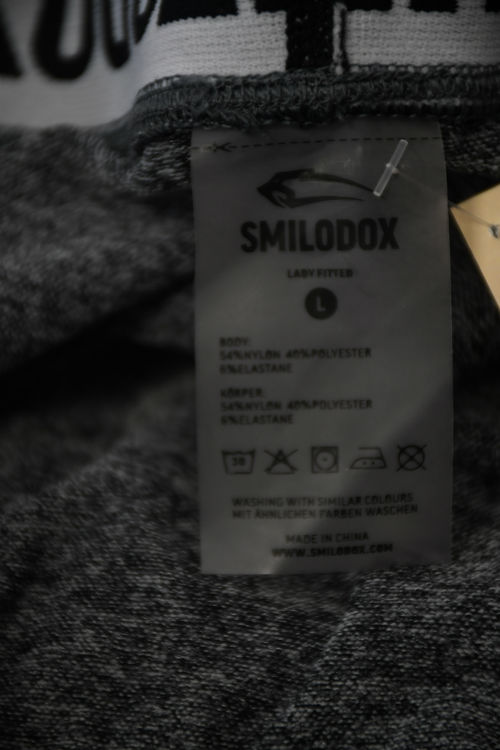 SMILODOX
LADY FITTED
L
BODY:
54%NYLON 40%POLYESTER
6%ELASTANE
KÖRPER:
54%NYLON 40%POLYESTER
6%ELASTANE
30
WASHING WITH SIMILAR COLOURS
MIT ÄHNLICHEN FARBEN WASCHEN
MADE IN CHINA
WWW.SMILODOX.COM